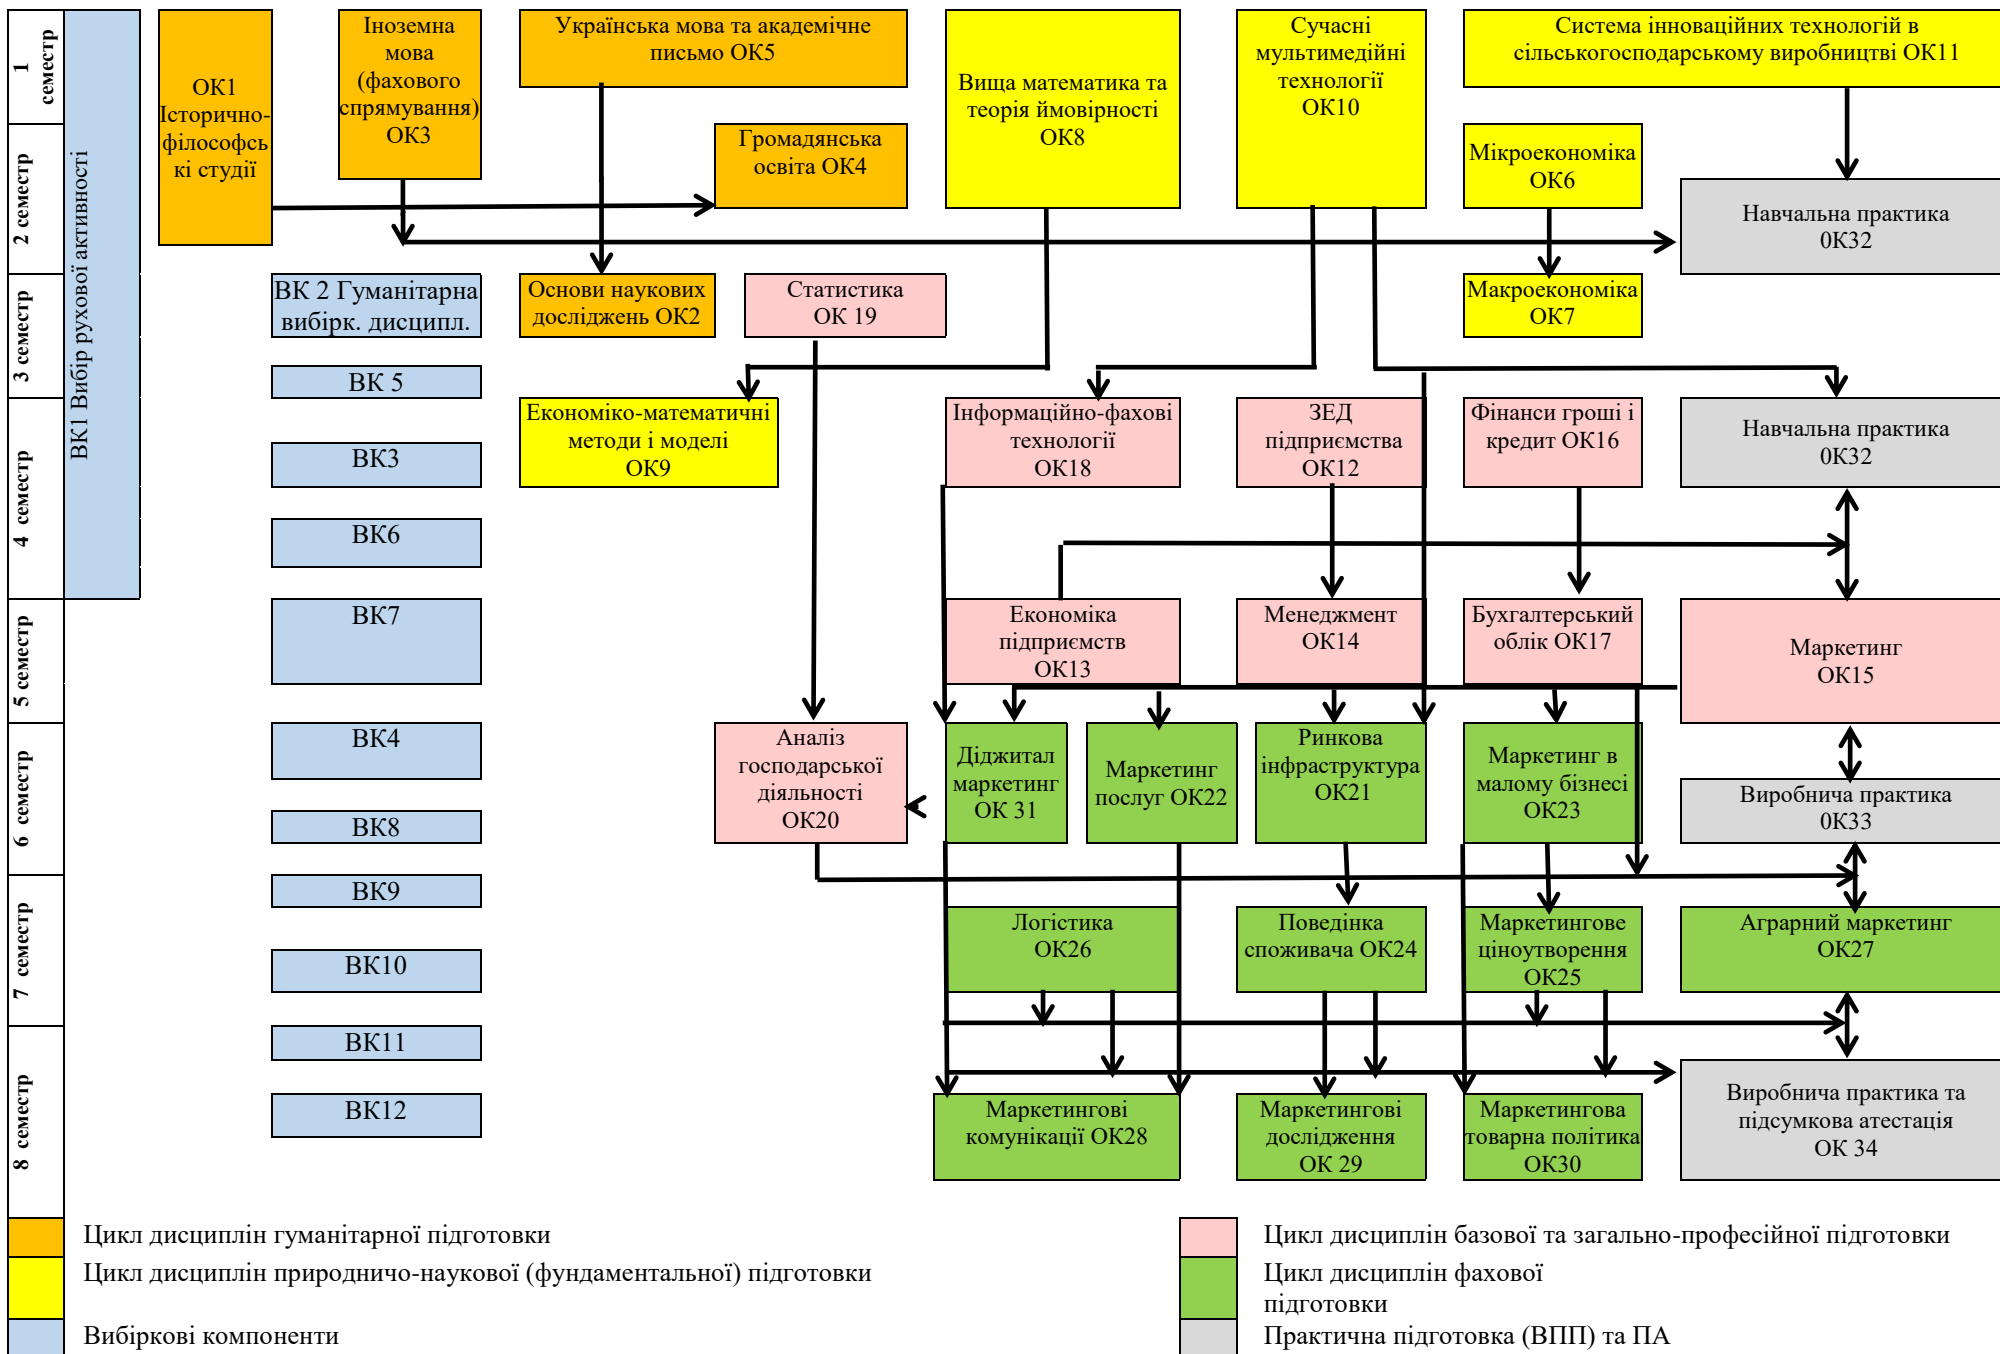 1
семестр
2 семестр
3 семестр
4 семестр
5 семестр
6 семестр
7 семестр
8 семестр
ВК1 Вибір рухової активності
ОК1
Історично-
філософсь
кі студії
Іноземна
мова
(фахового
спрямування)
ОК3
Українська мова та академічне
письмо ОК5
Громадянська
освіта ОК4
Вища математика та
теорія ймовірності
ОК8
Сучасні
мультимедійні
технології
ОК10
Система інноваційних технологій в
сільськогосподарському виробництві ОК11
Мікроекономіка
ОК6
Навчальна практика
0К32
ВК 2 Гуманітарна
вибірк. дисципл.
Основи наукових
досліджень ОК2
Статистика
ОК 19
Макроекономіка
ОК7
ВК 5
Економіко-математичні
методи і моделі
ОК9
Інформаційно-фахові
технології
ОК18
ЗЕД
підприємства
ОК12
Фінанси гроші і
кредит ОК16
Навчальна практика
0К32
ВК3
ВК6
ВК7
Економіка
підприємств
ОК13
Менеджмент
ОК14
Бухгалтерський
облік ОК17
Маркетинг
ОК15
ВК4
Аналіз
господарської
діяльності
ОК20
Діджитал
маркетинг
ОК 31
Маркетинг
послуг ОК22
Ринкова
інфраструктура
ОК21
Маркетинг в
малому бізнесі
ОК23
Виробнича практика
0К33
ВК8
ВК9
Логістика
ОК26
Поведінка
споживача ОК24
Маркетингове
ціноутворення
ОК25
Аграрний маркетинг
ОК27
ВК10
ВК11
ВК12
Маркетингові
комунікації ОК28
Маркетингові
дослідження
ОК 29
Маркетингова
товарна політика
ОК30
Виробнича практика та
підсумкова атестація
ОК 34
Цикл дисциплін гуманітарної підготовки
Цикл дисциплін природничо-наукової (фундаментальної) підготовки
Вибіркові компоненти
Цикл дисциплін базової та загально-професійної підготовки
Цикл дисциплін фахової
підготовки
Практична підготовка (ВПП) та ПА